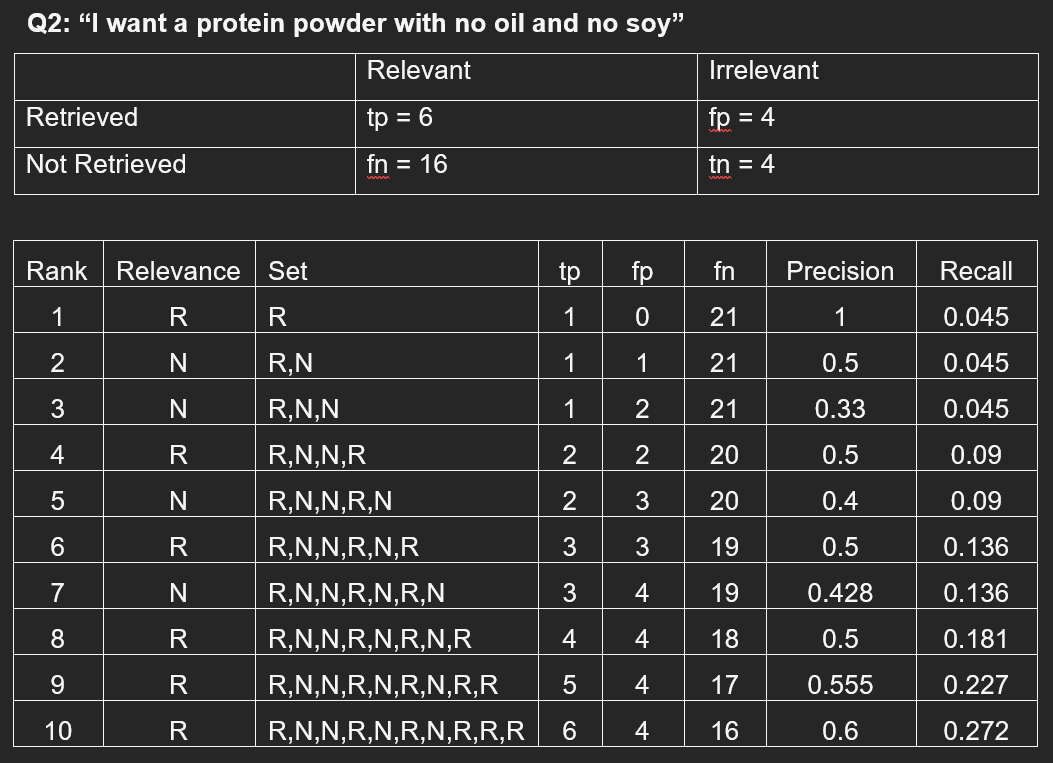 Q2: “I want a protein powder with no oil and no soy”
Relevant Irrelevant
Retrieved tp = 6 fp = 4
Not Retrieved fn = 16 tn = 4
Rank Relevance Set tp fp fn Precision Recall
1 R R 1 0 21 1 0.045
2 N R,N 1 1 21 0.5 0.045
3 N R,N,N 1 2 21 0.33 0.045
4 R R,N,N,R 2 2 20 0.5 0.09
5 N R,N,N,R,N 2 3 20 0.4 0.09
6 R R,N,N,R,N,R 3 3 19 0.5 0.136
7 N R,N,N,R,N,R,N 3 4 19 0.428 0.136
8 R R,N,N,R,N,R,N,R 4 4 18 0.5 0.181
9 R R,N,N,R,N,R,N,R,R 5 4 17 0.555 0.227
10 R R,N,N,R,N,R,N,R,R,R 6 4 16 0.6 0.272